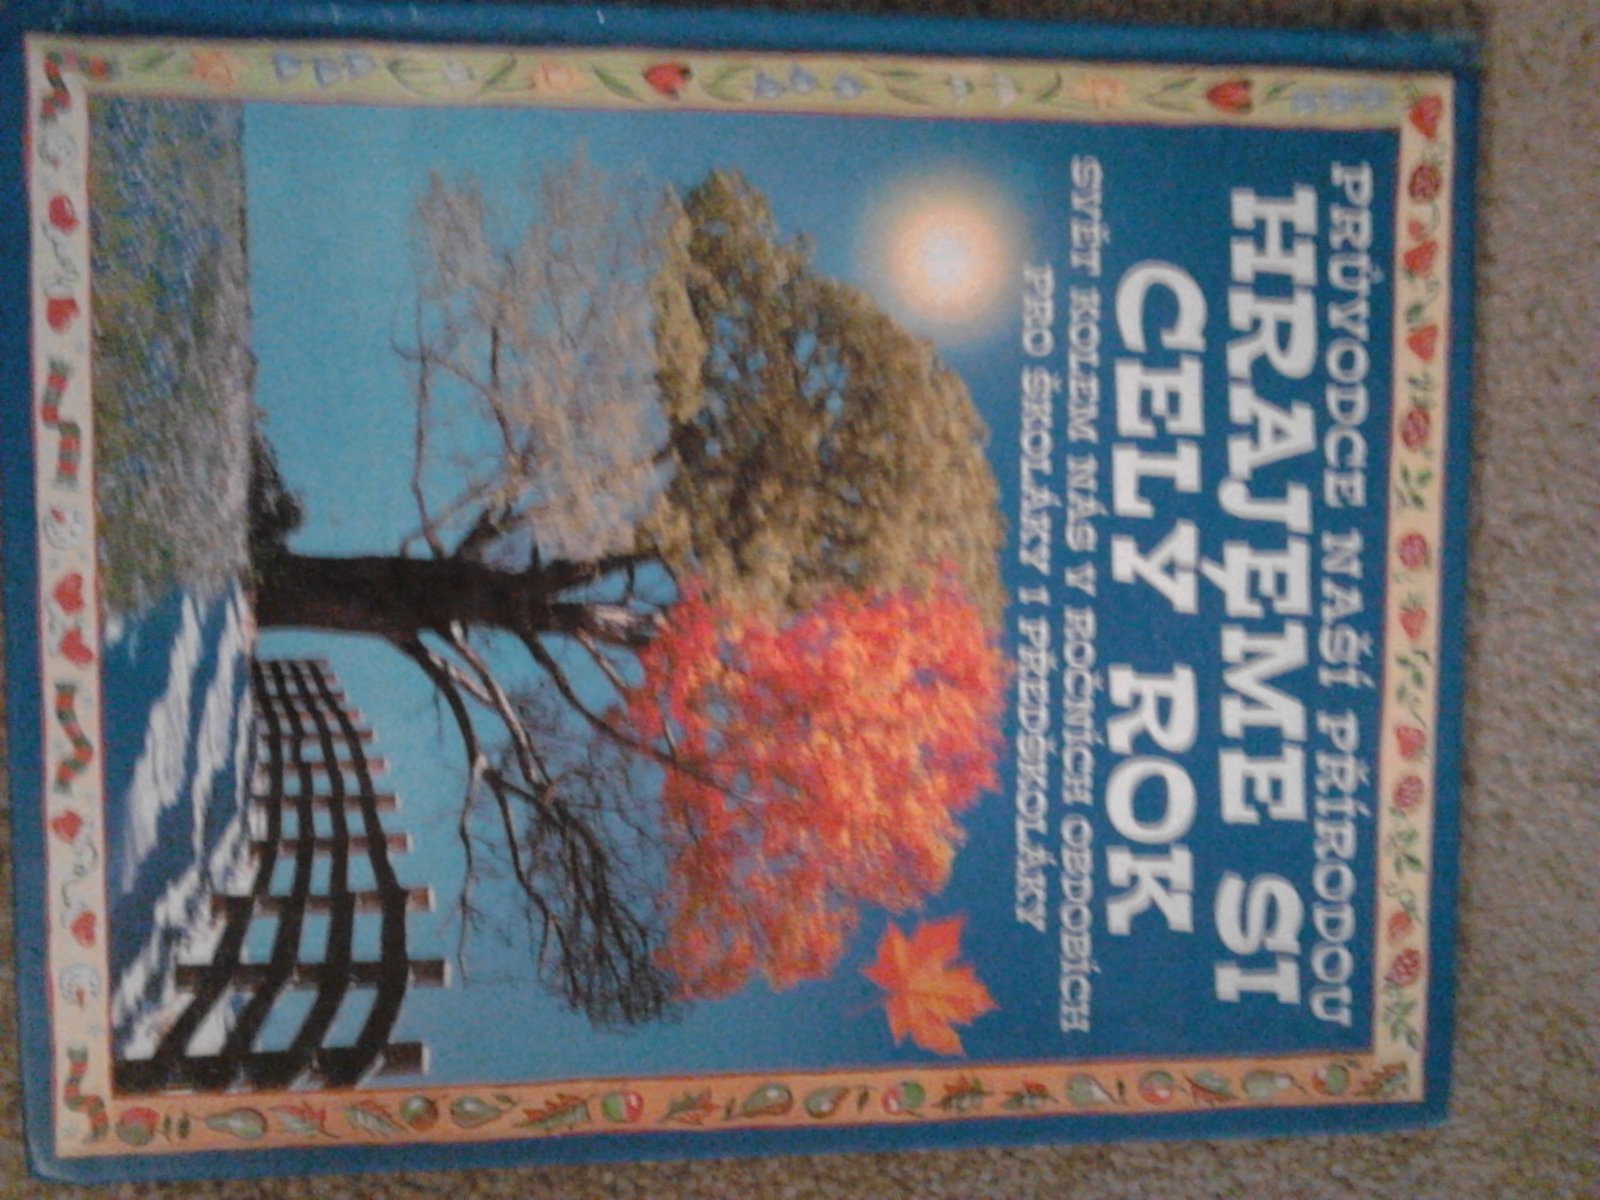 PRŮVODCE NAŠÍ PŘÍRODOU
HRAJEME SI
CELÝ ROK
SVĚT KOLEM NÁS V ROČNÍCH OBDOBÍCH
PRO ŠKOLÁKY I PŘEDŠKOLÁKY